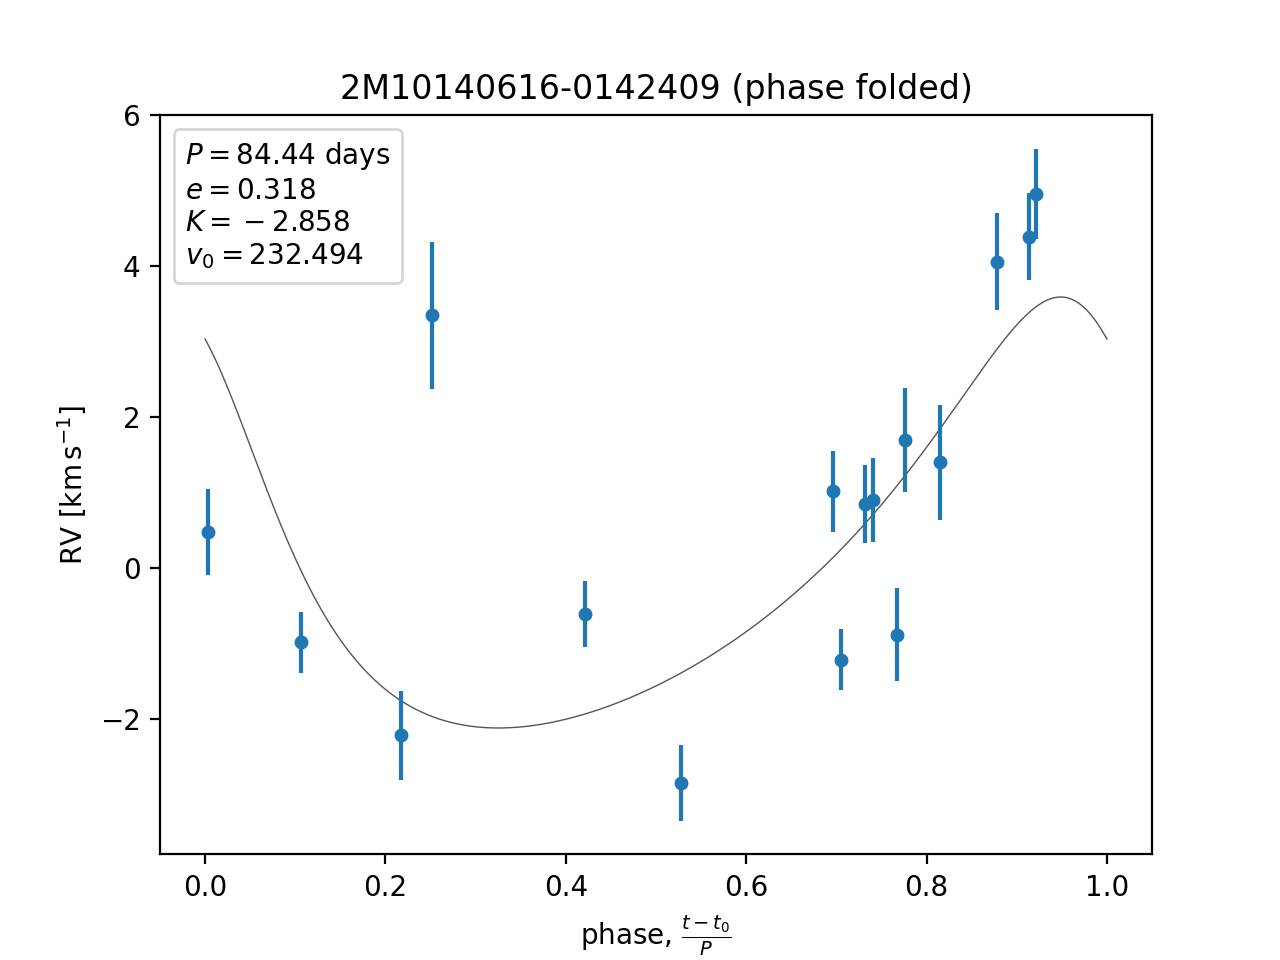 2M10140616-0142409 (phase folded)
P = 84.44 days
e = 0.318
K = −2.858
v₀ = 232.494
6
4
2
0
−2
RV [km s⁻¹]
0.0 0.2 0.4 0.6 0.8 1.0
phase, (t − t₀)/P